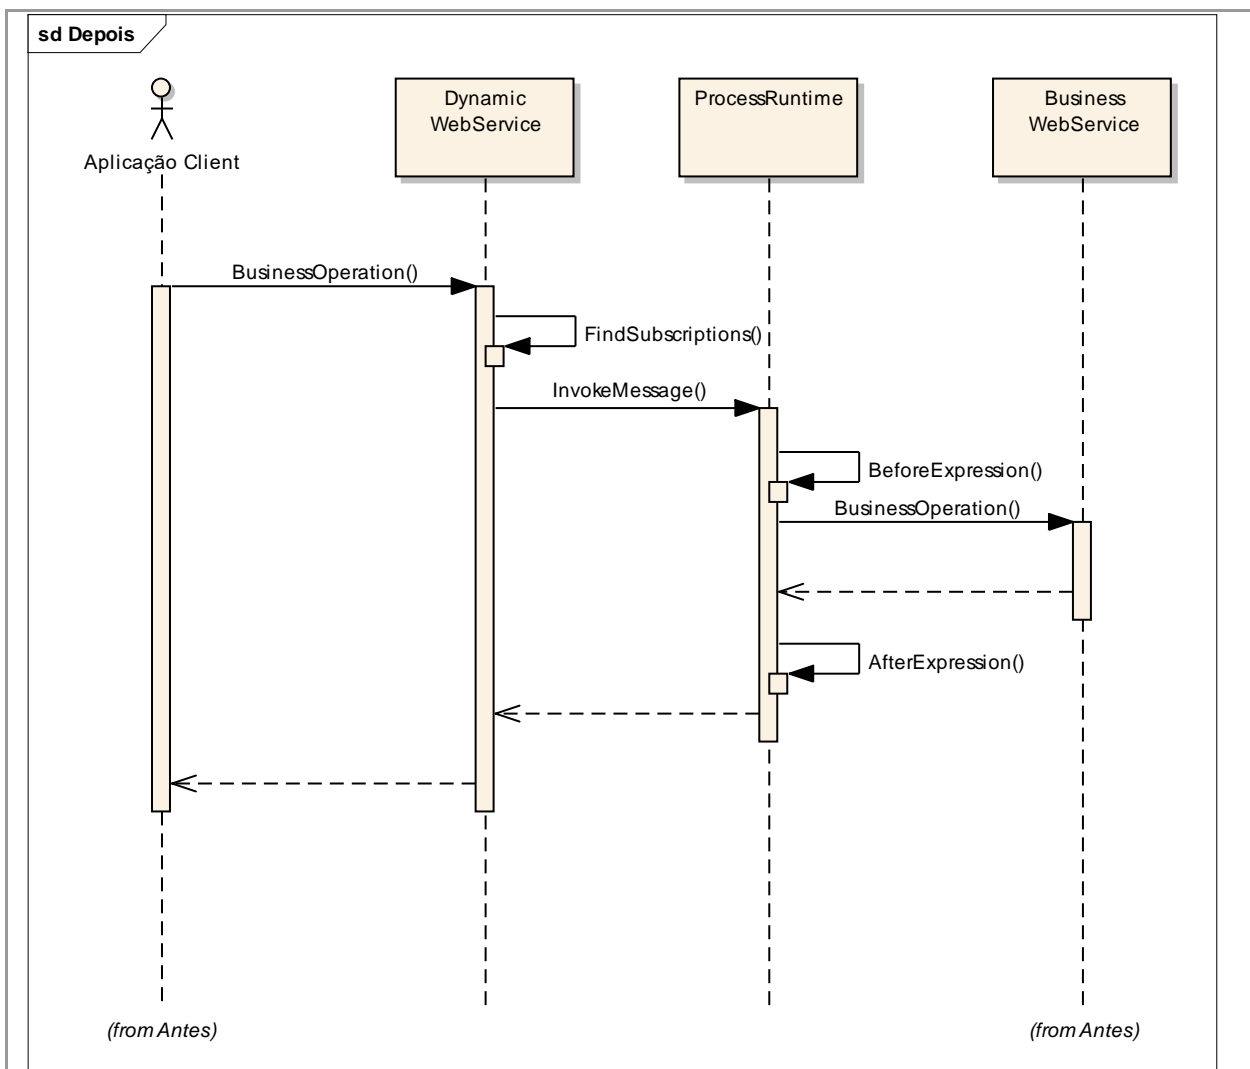 sd Depois
Aplicação Client
Dynamic
WebService
ProcessRuntime
Business
WebService
BusinessOperation()
FindSubscriptions()
InvokeMessage()
BeforeExpression()
BusinessOperation()
AfterExpression()
(from Antes)
(from Antes)